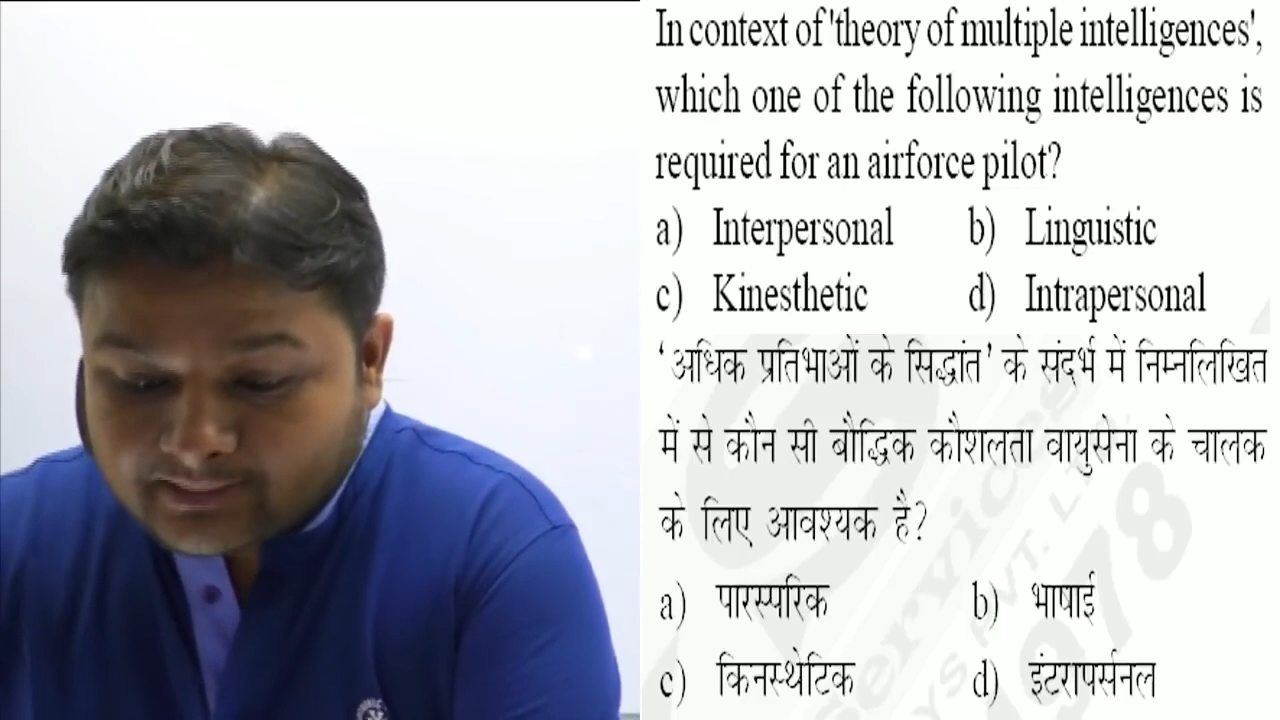 In context of 'theory of multiple intelligences',
which one of the following intelligences is
required for an airforce pilot?
a) Interpersonal b) Linguistic
c) Kinesthetic d) Intrapersonal
‘अधिक प्रतिभाओं के सिद्धांत’ के संदर्भ में निम्नलिखित
में से कौन सी बौद्धिक कौशलता वायुसेना के चालक
के लिए आवश्यक है?
a) पारस्परिक b) भाषाई
c) किनस्थेटिक d) इंटरापर्सनल